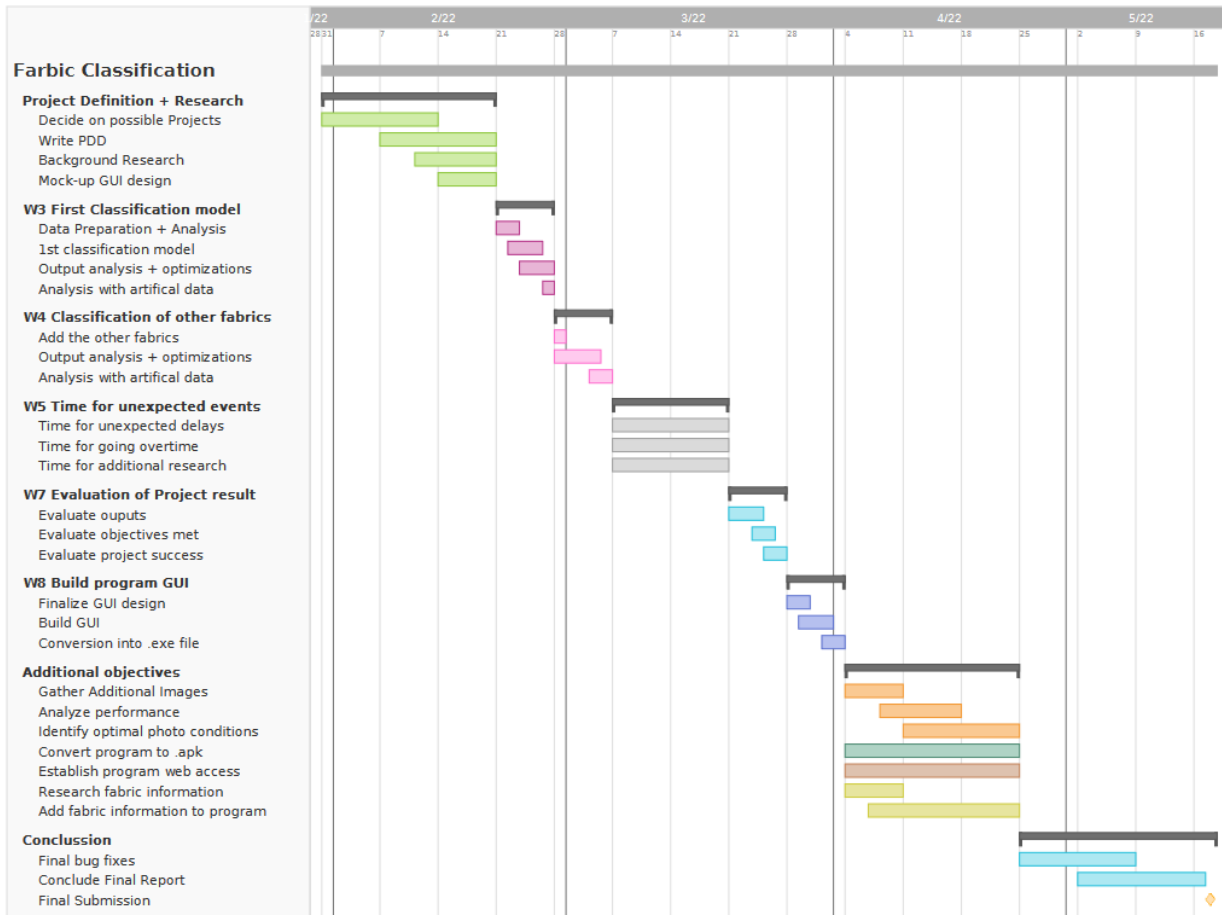 /22 2/22 3/22 4/22 5/22
28 31 7 14 21 28 7 14 21 28 4 11 18 25 2 9 16
Farbic Classification
Project Definition + Research
Decide on possible Projects
Write PDD
Background Research
Mock-up GUI design
W3 First Classification model
Data Preparation + Analysis
1st classification model
Output analysis + optimizations
Analysis with artifical data
W4 Classification of other fabrics
Add the other fabrics
Output analysis + optimizations
Analysis with artifical data
W5 Time for unexpected events
Time for unexpected delays
Time for going overtime
Time for additional research
W7 Evaluation of Project result
Evaluate ouputs
Evaluate objectives met
Evaluate project success
W8 Build program GUI
Finalize GUI design
Build GUI
Conversion into .exe file
Additional objectives
Gather Additional Images
Analyze performance
Identify optimal photo conditions
Convert program to .apk
Establish program web access
Research fabric information
Add fabric information to program
Conclussion
Final bug fixes
Conclude Final Report
Final Submission